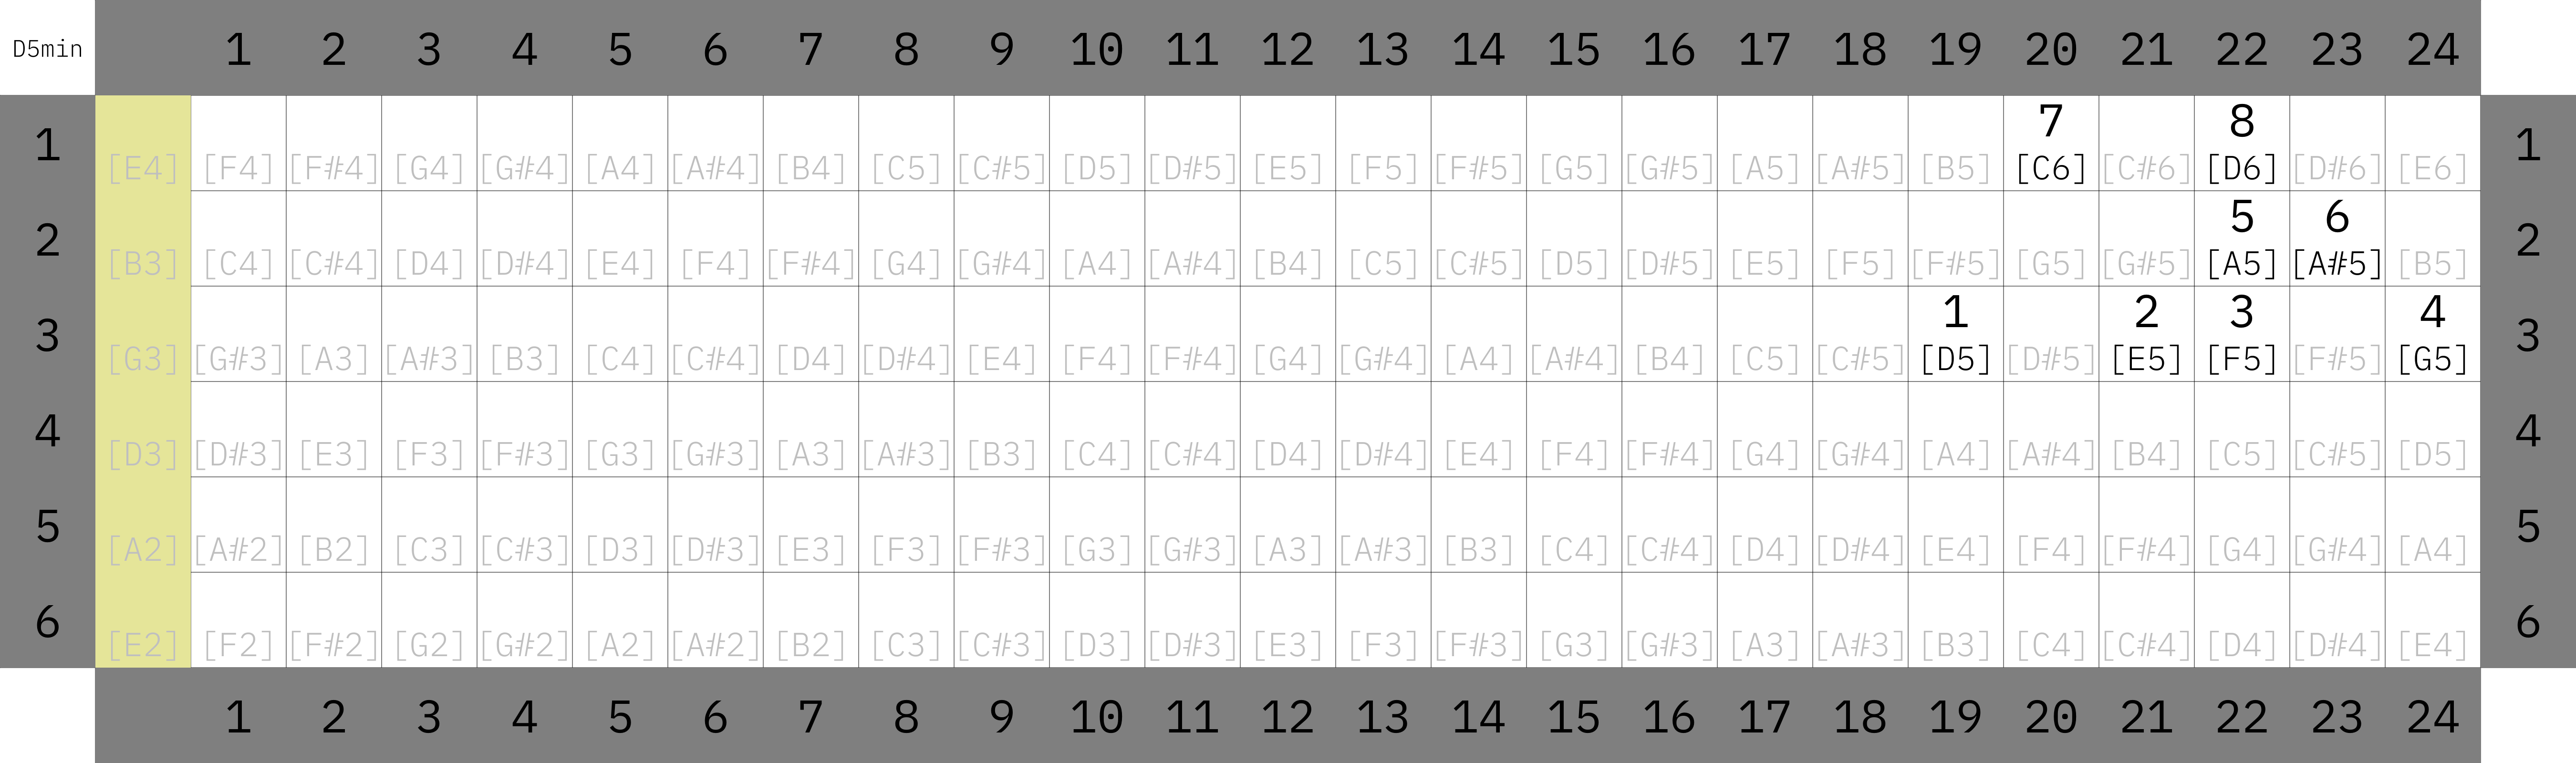 D5min 1 2 3 4 5 6 7 8 9 10 11 12 13 14 15 16 17 18 19 20 21 22 23 24
7 8
1 [E4] [F4] [F#4] [G4] [G#4] [A4] [A#4] [B4] [C5] [C#5] [D5] [D#5] [E5] [F5] [F#5] [G5] [G#5] [A5] [A#5] [B5] [C6] [C#6] [D6] [D#6] [E6] 1
5 6
2 [B3] [C4] [C#4] [D4] [D#4] [E4] [F4] [F#4] [G4] [G#4] [A4] [A#4] [B4] [C5] [C#5] [D5] [D#5] [E5] [F5] [F#5] [G5] [G#5] [A5] [A#5] [B5] 2
1 2 3 4
3 [G3] [G#3] [A3] [A#3] [B3] [C4] [C#4] [D4] [D#4] [E4] [F4] [F#4] [G4] [G#4] [A4] [A#4] [B4] [C5] [C#5] [D5] [D#5] [E5] [F5] [F#5] [G5] 3
4 [D3] [D#3] [E3] [F3] [F#3] [G3] [G#3] [A3] [A#3] [B3] [C4] [C#4] [D4] [D#4] [E4] [F4] [F#4] [G4] [G#4] [A4] [A#4] [B4] [C5] [C#5] [D5] 4
5 [A2] [A#2] [B2] [C3] [C#3] [D3] [D#3] [E3] [F3] [F#3] [G3] [G#3] [A3] [A#3] [B3] [C4] [C#4] [D4] [D#4] [E4] [F4] [F#4] [G4] [G#4] [A4] 5
6 [E2] [F2] [F#2] [G2] [G#2] [A2] [A#2] [B2] [C3] [C#3] [D3] [D#3] [E3] [F3] [F#3] [G3] [G#3] [A3] [A#3] [B3] [C4] [C#4] [D4] [D#4] [E4] 6
1 2 3 4 5 6 7 8 9 10 11 12 13 14 15 16 17 18 19 20 21 22 23 24